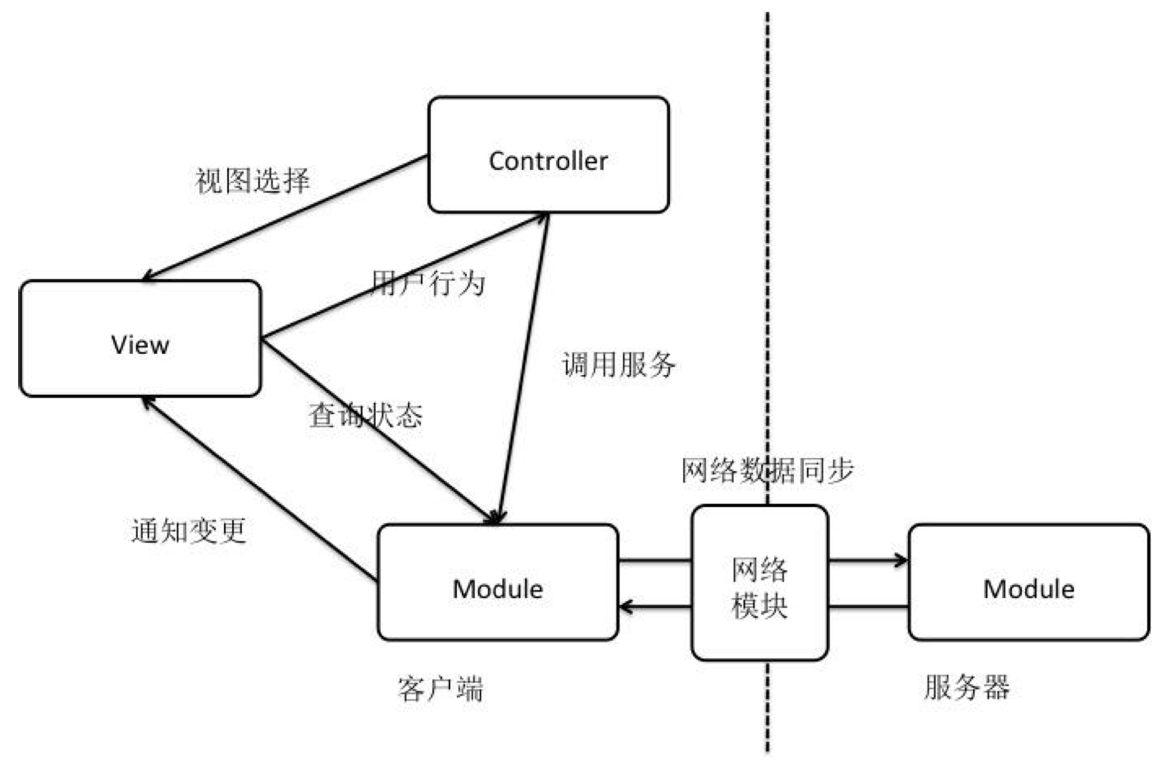 Controller
视图选择
用户行为
View
调用服务
查询状态
网络数据同步
通知变更
网络
模块
Module
Module
客户端
服务器